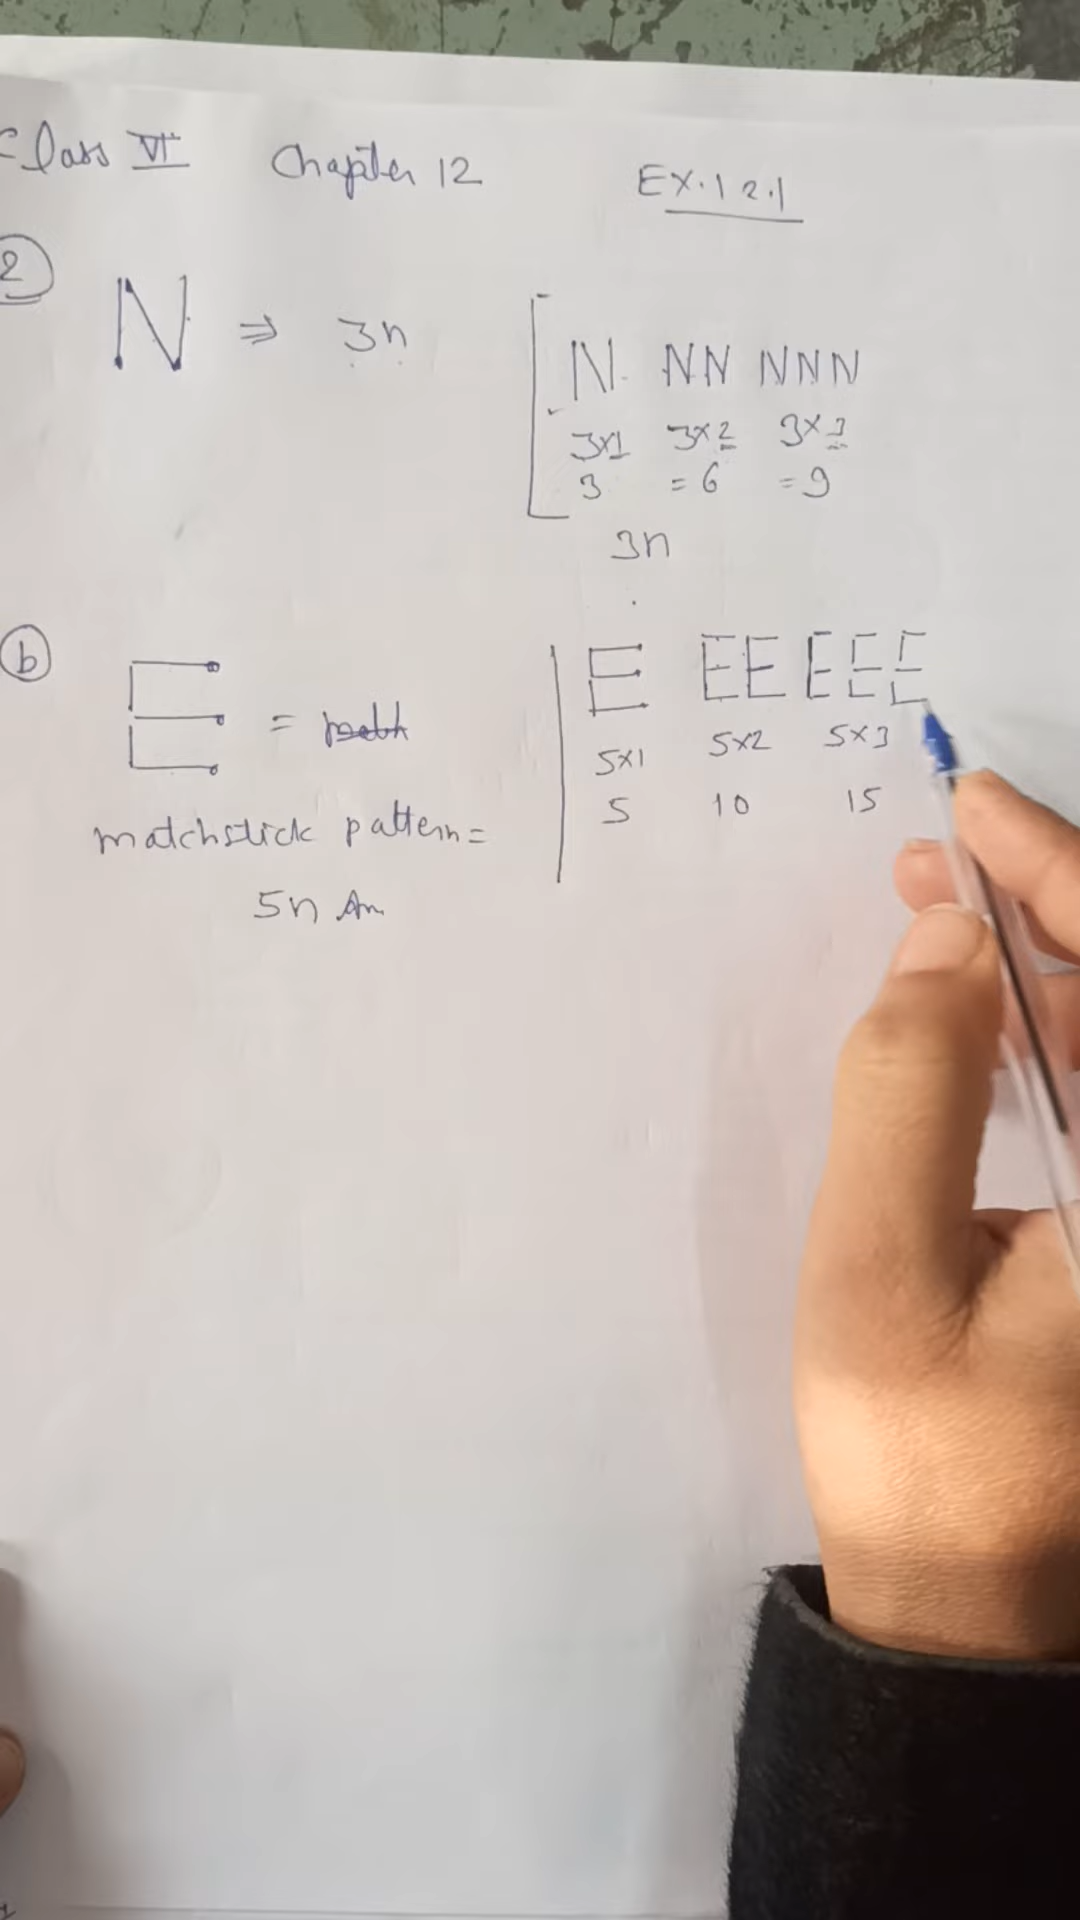 Class VI Chapter 12 Ex.12.1
2 N ⇒ 3n
N NN NNN
3×1 3×2 3×3
3 =6 =9
3n
b E =
matchstick pattern =
5n Ans
E EE EEE
5×1 5×2 5×3
5 10 15